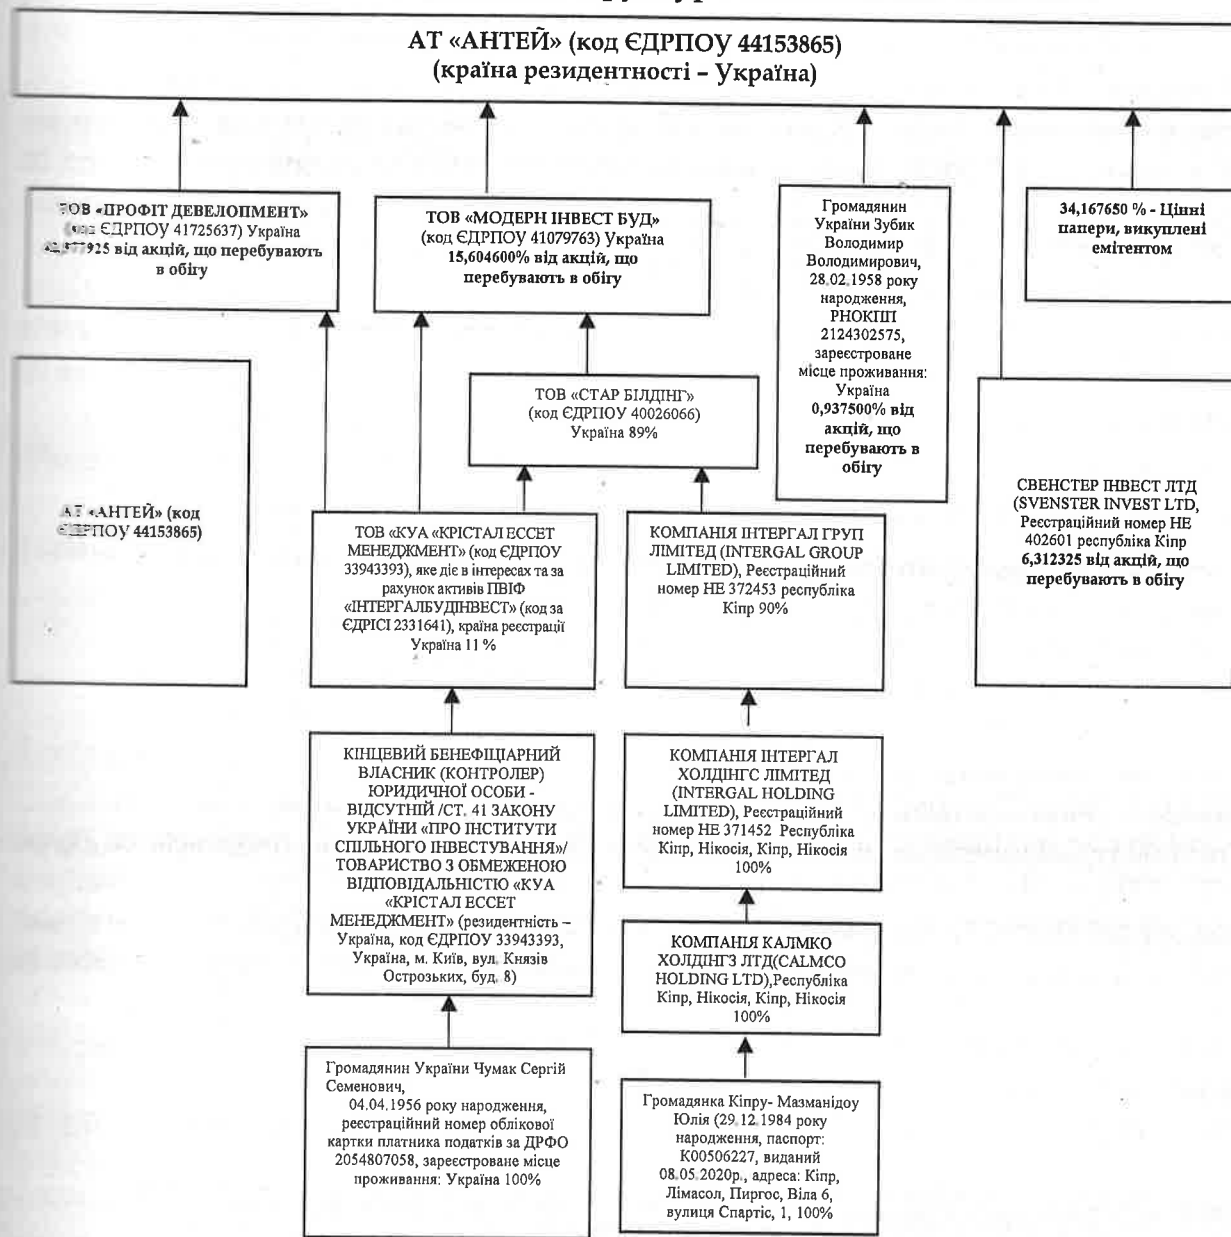 АТ «АНТЕЙ» (код ЄДРПОУ 44153865)
(країна резидентності – Україна)
ТОВ «ПРОФІТ ДЕВЕЛОПМЕНТ»
ЄДРПОУ 41725637) Україна
від акцій, що перебувають
в обігу
ТОВ «МОДЕРН ІНВЕСТ БУД»
(код ЄДРПОУ 41079763) Україна
15,604600% від акцій, що
перебувають в обігу
Громадянин
України Зубик
Володимир
Володимирович,
28.02.1958 року
народження,
РНОКПП
2124302575,
зареєстроване
місце проживання:
Україна
0,937500% від
акцій, що
перебувають в
обігу
34,167650 % - Цінні
папери, викуплені
емітентом
АТ «АНТЕЙ» (код
ЄДРПОУ 44153865)
ТОВ «СТАР БІЛДІНГ»
(код ЄДРПОУ 40026066)
Україна 89%
СВЕНСТЕР ІНВЕСТ ЛТД
(SVENSTER INVEST LTD,
Реєстраційний номер НЕ
402601 республіка Кіпр
6,312325 від акцій, що
перебувають в обігу
ТОВ «КУА «КРІСТАЛ ЕССЕТ
МЕНЕДЖМЕНТ» (код ЄДРПОУ
33943393), яке діє в інтересах та за
рахунок активів ПВІФ
«ІНТЕРГАЛБУДІНВЕСТ» (код за
ЄДРІСІ 2331641), країна реєстрації
Україна 11 %
КОМПАНІЯ ІНТЕРГАЛ ГРУП
ЛІМІТЕД (INTERGAL GROUP
LIMITED), Реєстраційний
номер НЕ 372453 республіка
Кіпр 90%
КІНЦЕВИЙ БЕНЕФІЦІАРНИЙ
ВЛАСНИК (КОНТРОЛЕР)
ЮРИДИЧНОЇ ОСОБИ -
ВІДСУТНІЙ /СТ. 41 ЗАКОНУ
УКРАЇНИ «ПРО ІНСТИТУТИ
СПІЛЬНОГО ІНВЕСТУВАННЯ»/
ТОВАРИСТВО З ОБМЕЖЕНОЮ
ВІДПОВІДАЛЬНІСТЮ «КУА
«КРІСТАЛ ЕССЕТ
МЕНЕДЖМЕНТ» (резидентність –
Україна, код ЄДРПОУ 33943393,
Україна, м. Київ, вул. Князів
Острозьких, буд. 8)
КОМПАНІЯ ІНТЕРГАЛ
ХОЛДІНГС ЛІМІТЕД
(INTERGAL HOLDING
LIMITED), Реєстраційний
номер НЕ 371452 Республіка
Кіпр, Нікосія, Кіпр, Нікосія
100%
КОМПАНІЯ КАЛМКО
ХОЛДІНГЗ ЛТД(CALMCO
HOLDING LTD),Республіка
Кіпр, Нікосія, Кіпр, Нікосія
100%
Громадянин України Чумак Сергій
Семенович,
04.04.1956 року народження,
реєстраційний номер облікової
картки платника податків за ДРФО
2054807058, зареєстроване місце
проживання: Україна 100%
Громадянка Кіпру- Мазманідоу
Юлія (29.12.1984 року
народження, паспорт:
К00506227, виданий
08.05.2020р., адреса: Кіпр,
Лімасол, Пиргос, Віла 6,
вулиця Спартіс, 1, 100%